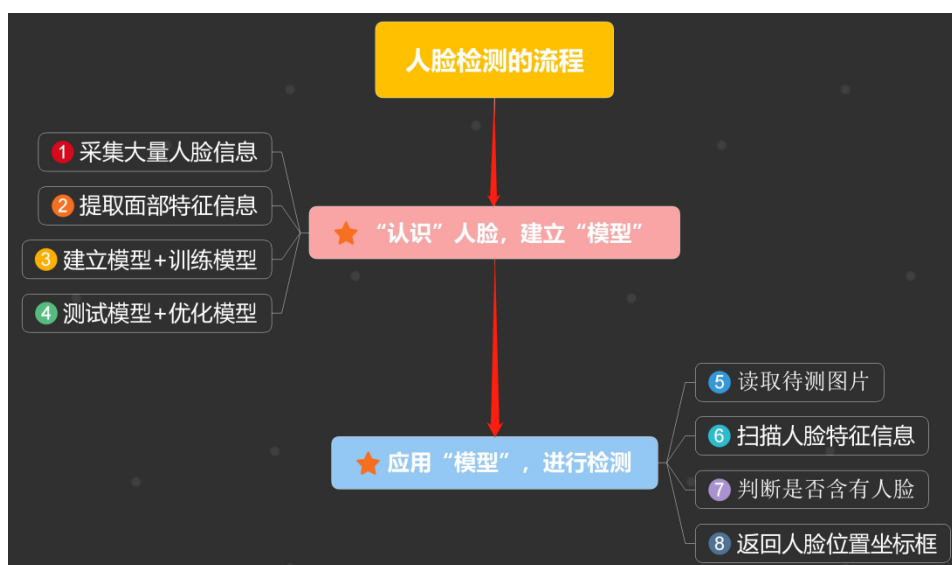 人脸检测的流程
“认识”人脸，建立“模型”
1 采集大量人脸信息
2 提取面部特征信息
3 建立模型+训练模型
4 测试模型+优化模型
应用“模型”，进行检测
5 读取待测图片
6 扫描人脸特征信息
7 判断是否含有人脸
8 返回人脸位置坐标框